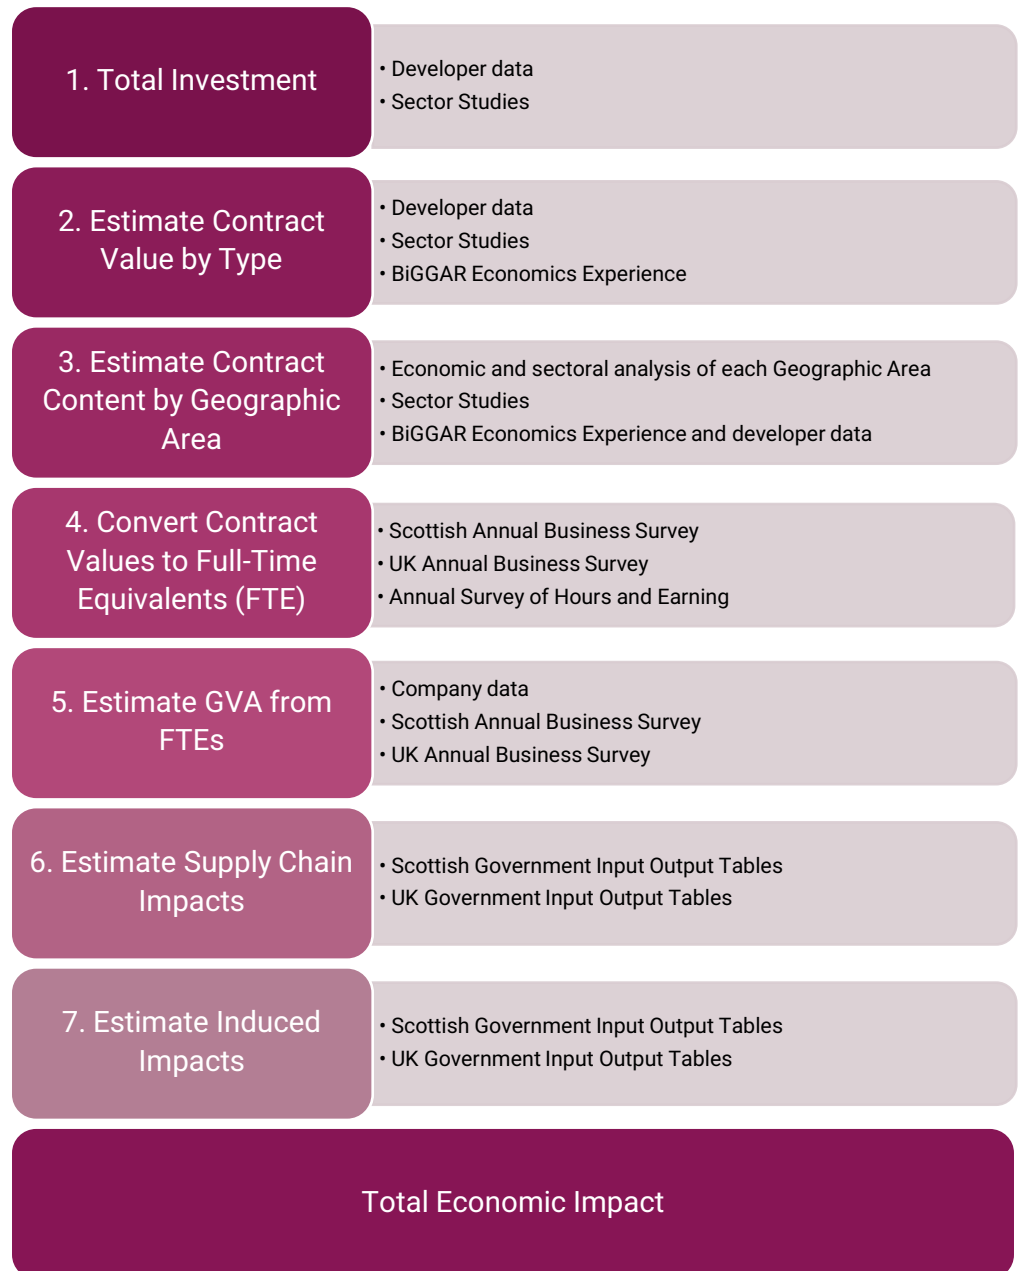 1. Total Investment
• Developer data
• Sector Studies
2. Estimate Contract
Value by Type
• Developer data
• Sector Studies
• BiGGAR Economics Experience
3. Estimate Contract
Content by Geographic
Area
• Economic and sectoral analysis of each Geographic Area
• Sector Studies
• BiGGAR Economics Experience and developer data
4. Convert Contract
Values to Full-Time
Equivalents (FTE)
• Scottish Annual Business Survey
• UK Annual Business Survey
• Annual Survey of Hours and Earning
5. Estimate GVA from
FTEs
• Company data
• Scottish Annual Business Survey
• UK Annual Business Survey
6. Estimate Supply Chain
Impacts
• Scottish Government Input Output Tables
• UK Government Input Output Tables
7. Estimate Induced
Impacts
• Scottish Government Input Output Tables
• UK Government Input Output Tables
Total Economic Impact